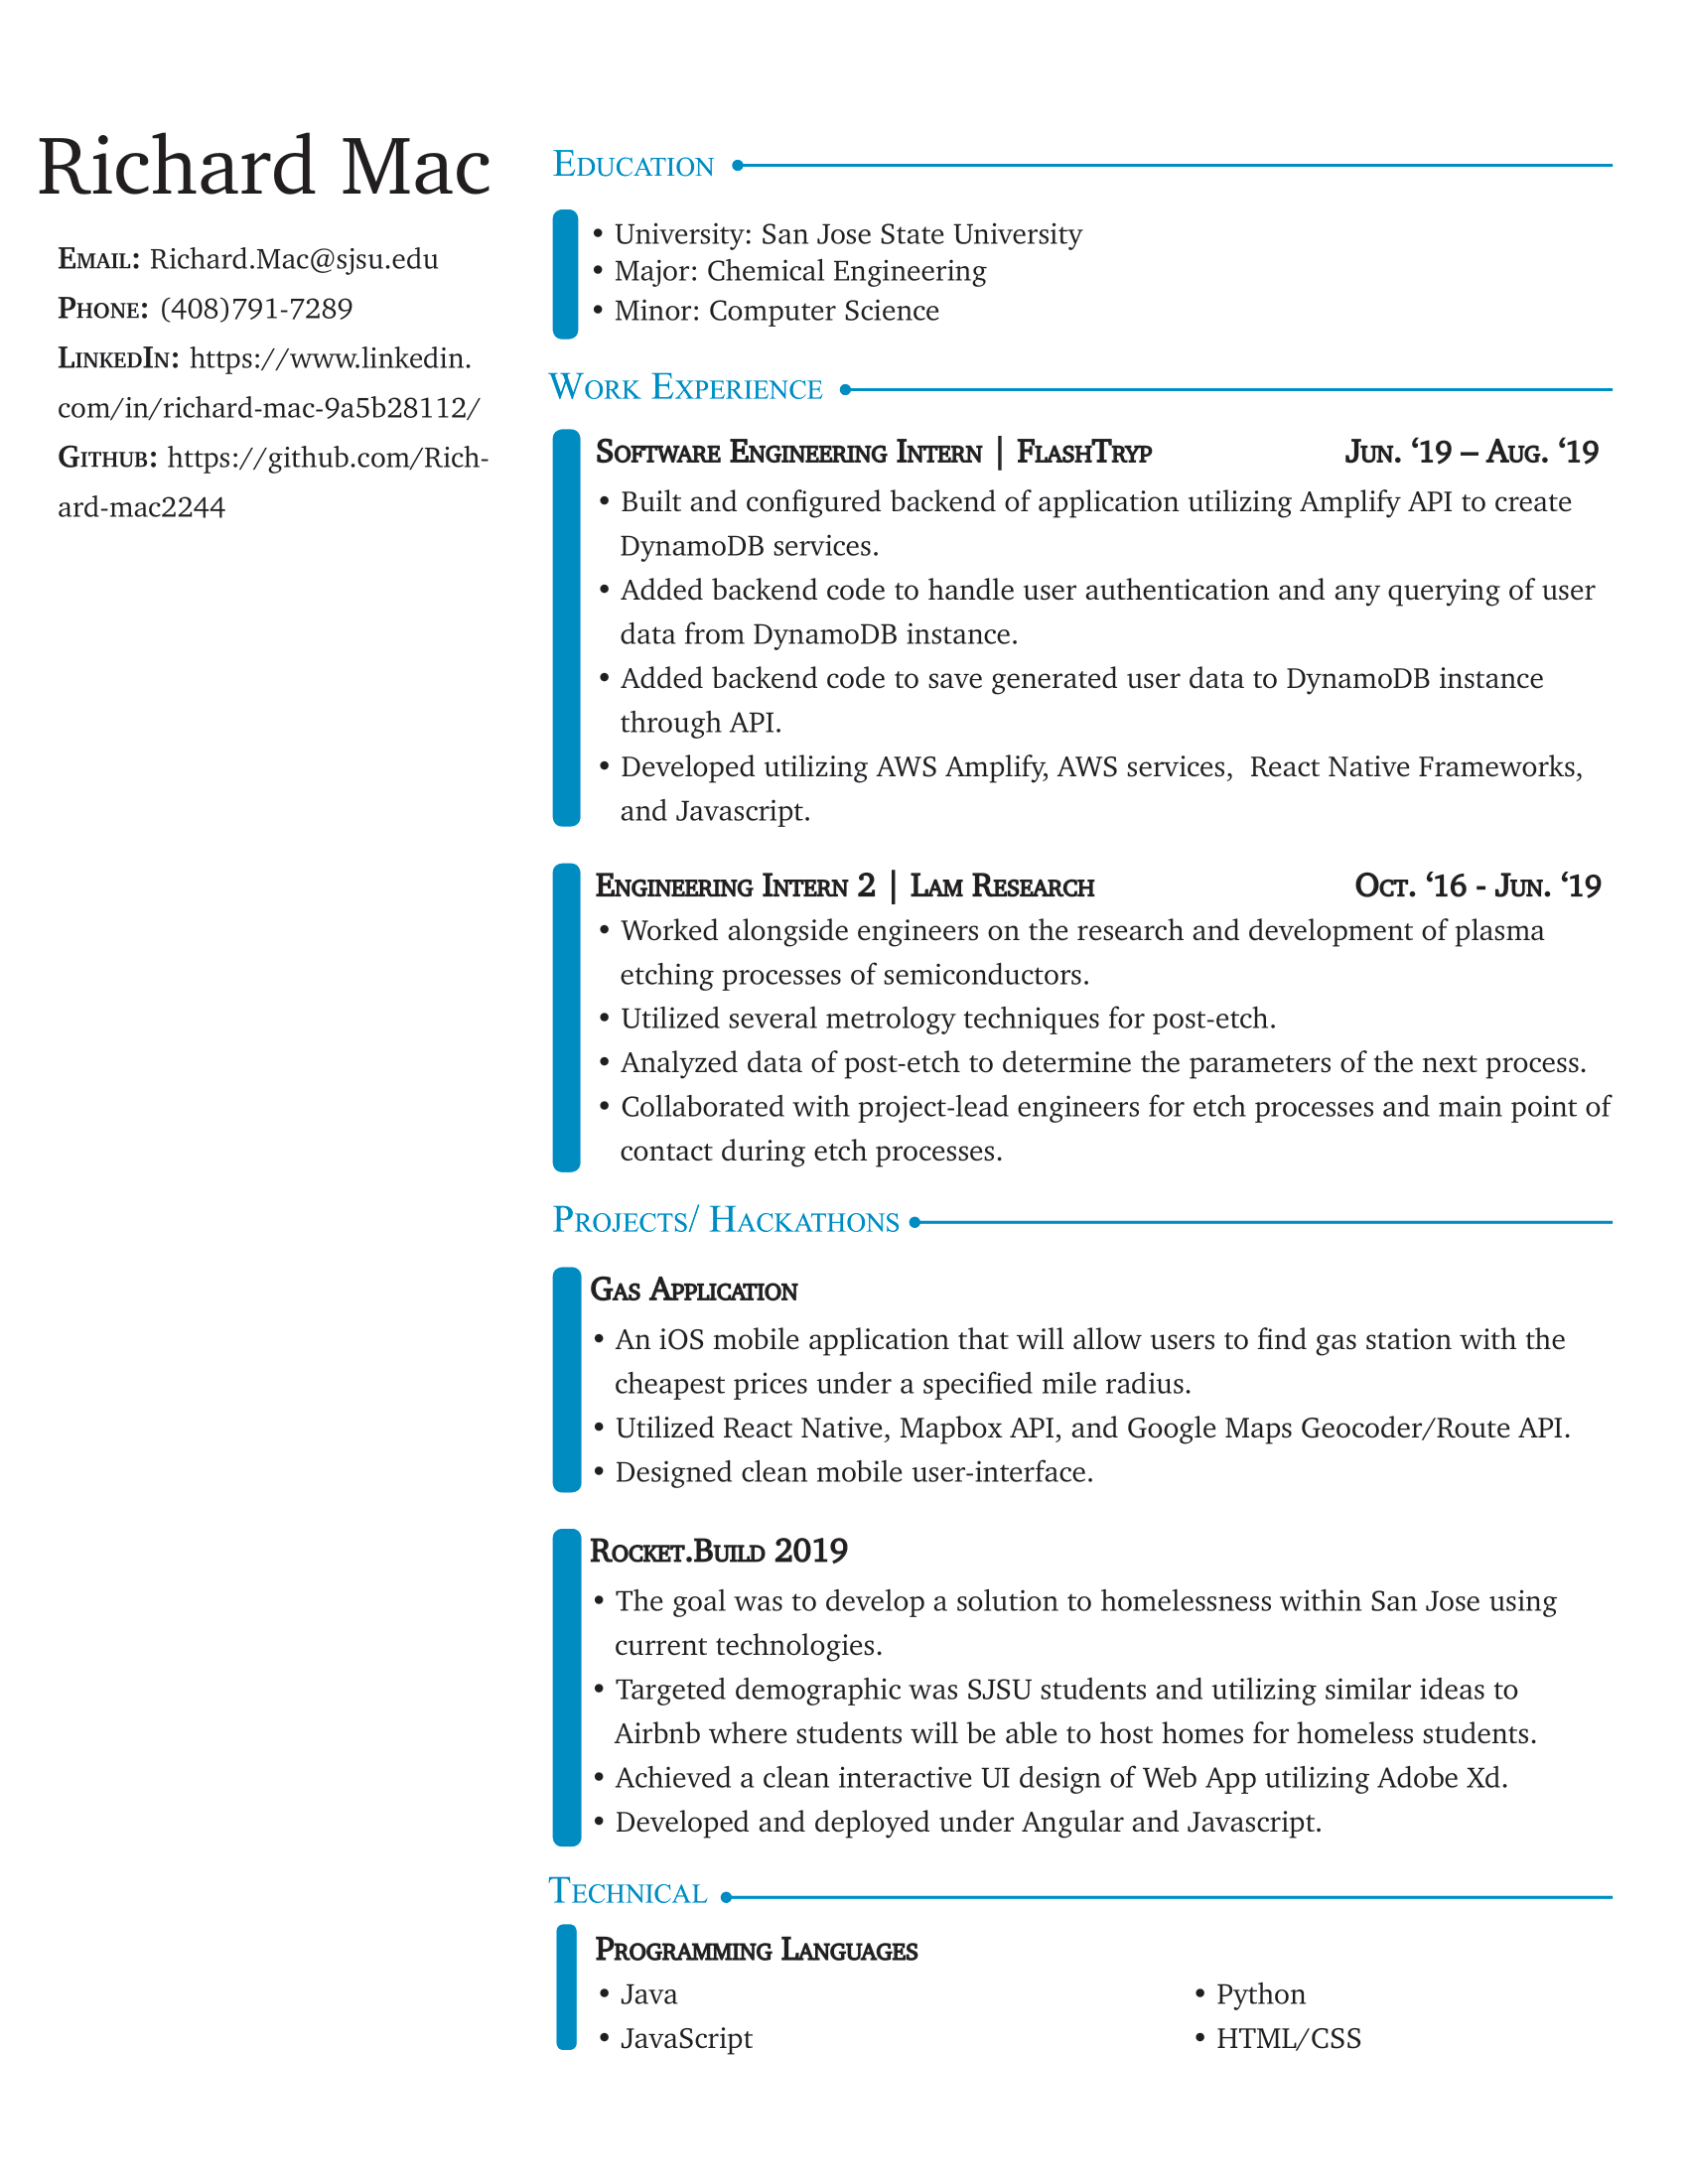 Richard Mac
Email: Richard.Mac@sjsu.edu
Phone: (408)791-7289
LinkedIn: https://www.linkedin.
com/in/richard-mac-9a5b28112/
Github: https://github.com/Rich-
ard-mac2244
Education
• University: San Jose State University
• Major: Chemical Engineering
• Minor: Computer Science
Work Experience
Software Engineering Intern | FlashTryp Jun. ‘19 – Aug. ‘19
• Built and configured backend of application utilizing Amplify API to create
DynamoDB services.
• Added backend code to handle user authentication and any querying of user
data from DynamoDB instance.
• Added backend code to save generated user data to DynamoDB instance
through API.
• Developed utilizing AWS Amplify, AWS services,  React Native Frameworks,
and Javascript.
Engineering Intern 2 | Lam Research Oct. ‘16 - Jun. ‘19
• Worked alongside engineers on the research and development of plasma
etching processes of semiconductors.
• Utilized several metrology techniques for post-etch.
• Analyzed data of post-etch to determine the parameters of the next process.
• Collaborated with project-lead engineers for etch processes and main point of
contact during etch processes.
Projects/ Hackathons
Gas Application
• An iOS mobile application that will allow users to find gas station with the
cheapest prices under a specified mile radius.
• Utilized React Native, Mapbox API, and Google Maps Geocoder/Route API.
• Designed clean mobile user-interface.
Rocket.Build 2019
• The goal was to develop a solution to homelessness within San Jose using
current technologies.
• Targeted demographic was SJSU students and utilizing similar ideas to
Airbnb where students will be able to host homes for homeless students.
• Achieved a clean interactive UI design of Web App utilizing Adobe Xd.
• Developed and deployed under Angular and Javascript.
Technical
Programming Languages
• Java • Python
• JavaScript • HTML/CSS